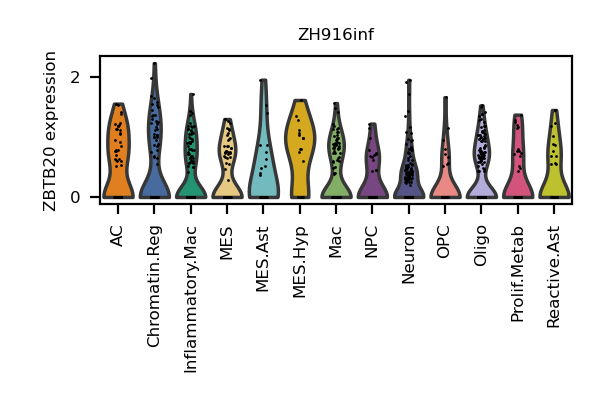 ZH916inf
ZBTB20 expression
2
0
AC
Chromatin.Reg
Inflammatory.Mac
MES
MES.Ast
MES.Hyp
Mac
NPC
Neuron
OPC
Oligo
Prolif.Metab
Reactive.Ast